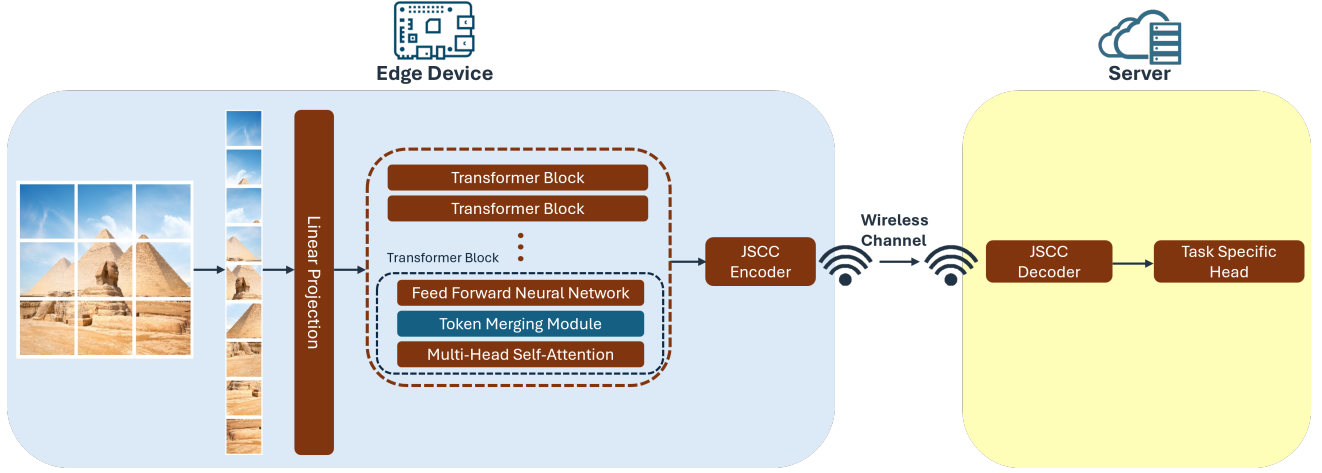 Edge Device
Server
Linear Projection
Transformer Block
Transformer Block
Transformer Block
Feed Forward Neural Network
Token Merging Module
Multi-Head Self-Attention
JSCC
Encoder
Wireless
Channel
JSCC
Decoder
Task Specific
Head